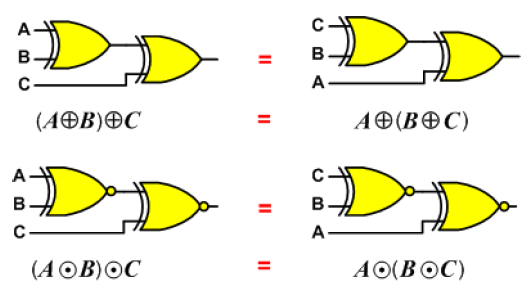 A
B
C
=
C
B
A
(A⊕B)⊕C = A⊕(B⊕C)
A
B
C
=
C
B
A
(A⊙B)⊙C = A⊙(B⊙C)